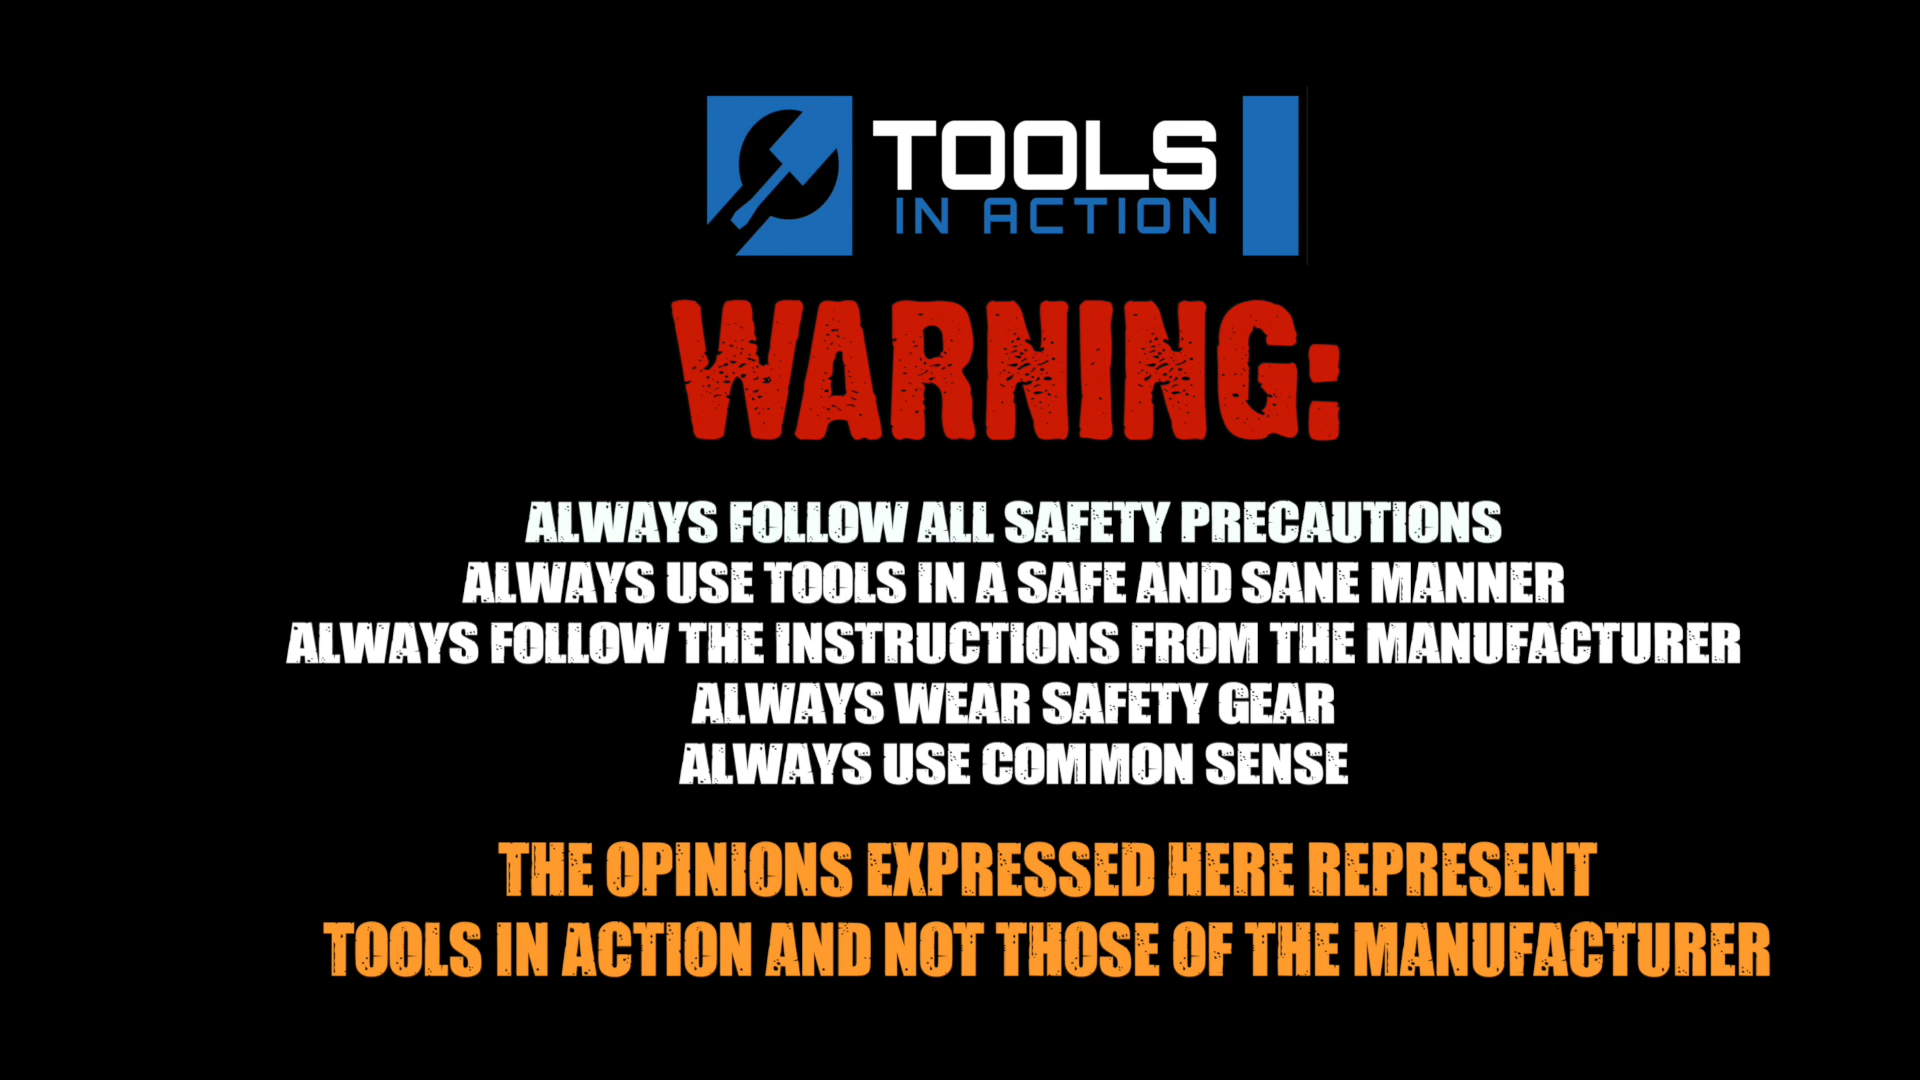 TOOLS
IN ACTION
WARNING:
ALWAYS FOLLOW ALL SAFETY PRECAUTIONS
ALWAYS USE TOOLS IN A SAFE AND SANE MANNER
ALWAYS FOLLOW THE INSTRUCTIONS FROM THE MANUFACTURER
ALWAYS WEAR SAFETY GEAR
ALWAYS USE COMMON SENSE
THE OPINIONS EXPRESSED HERE REPRESENT
TOOLS IN ACTION AND NOT THOSE OF THE MANUFACTURER